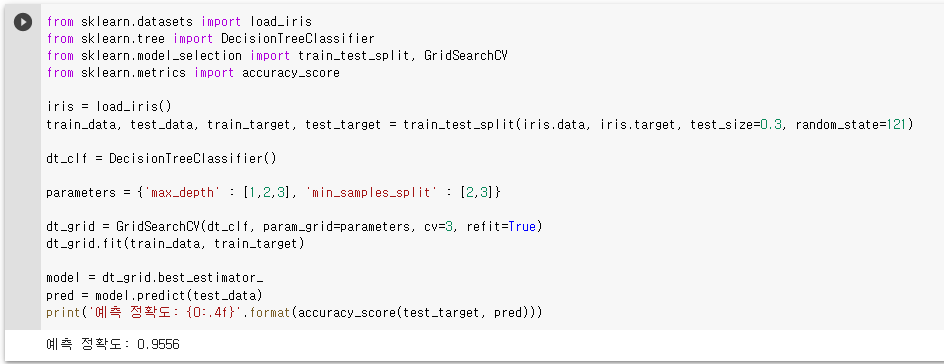 from sklearn.datasets import load_iris
from sklearn.tree import DecisionTreeClassifier
from sklearn.model_selection import train_test_split, GridSearchCV
from sklearn.metrics import accuracy_score
iris = load_iris()
train_data, test_data, train_target, test_target = train_test_split(iris.data, iris.target, test_size=0.3, random_state=121)
dt_clf = DecisionTreeClassifier()
parameters = {'max_depth' : [1,2,3], 'min_samples_split' : [2,3]}
dt_grid = GridSearchCV(dt_clf, param_grid=parameters, cv=3, refit=True)
dt_grid.fit(train_data, train_target)
model = dt_grid.best_estimator_
pred = model.predict(test_data)
print('예측 정확도: {0:.4f}'.format(accuracy_score(test_target, pred)))
예측 정확도: 0.9556